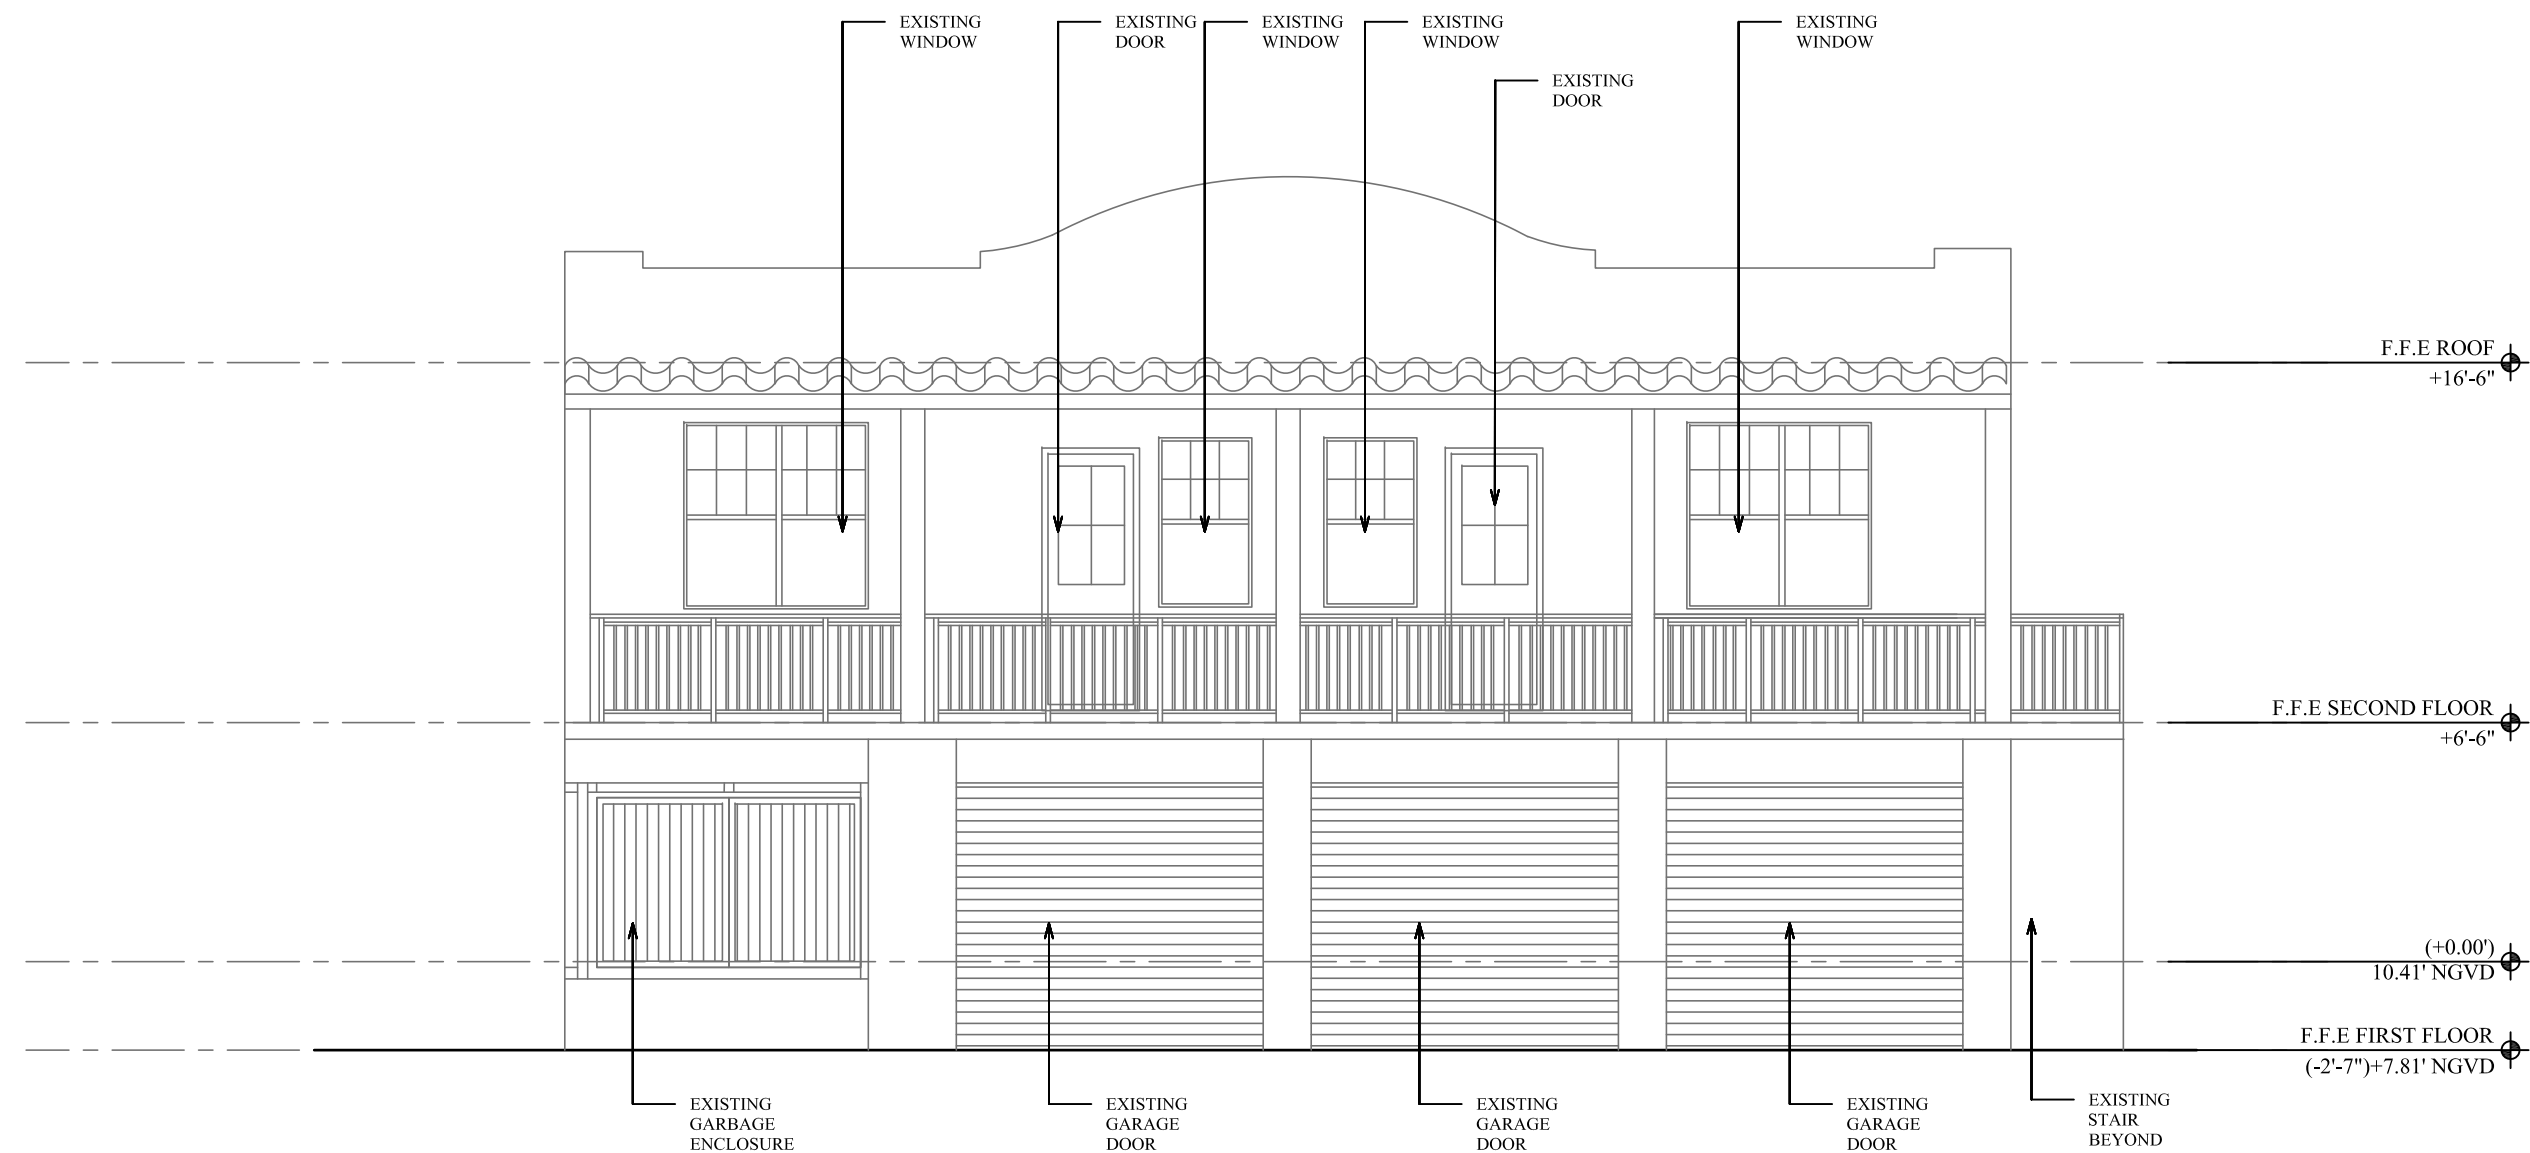 EXISTING
WINDOW
EXISTING
DOOR
EXISTING
WINDOW
EXISTING
WINDOW
EXISTING
WINDOW
EXISTING
DOOR
F.F.E ROOF
+16'-6"
F.F.E SECOND FLOOR
+6'-6"
(+0.00')
10.41' NGVD
F.F.E FIRST FLOOR
(-2'-7")+7.81' NGVD
EXISTING
GARBAGE
ENCLOSURE
EXISTING
GARAGE
DOOR
EXISTING
GARAGE
DOOR
EXISTING
GARAGE
DOOR
EXISTING
STAIR
BEYOND